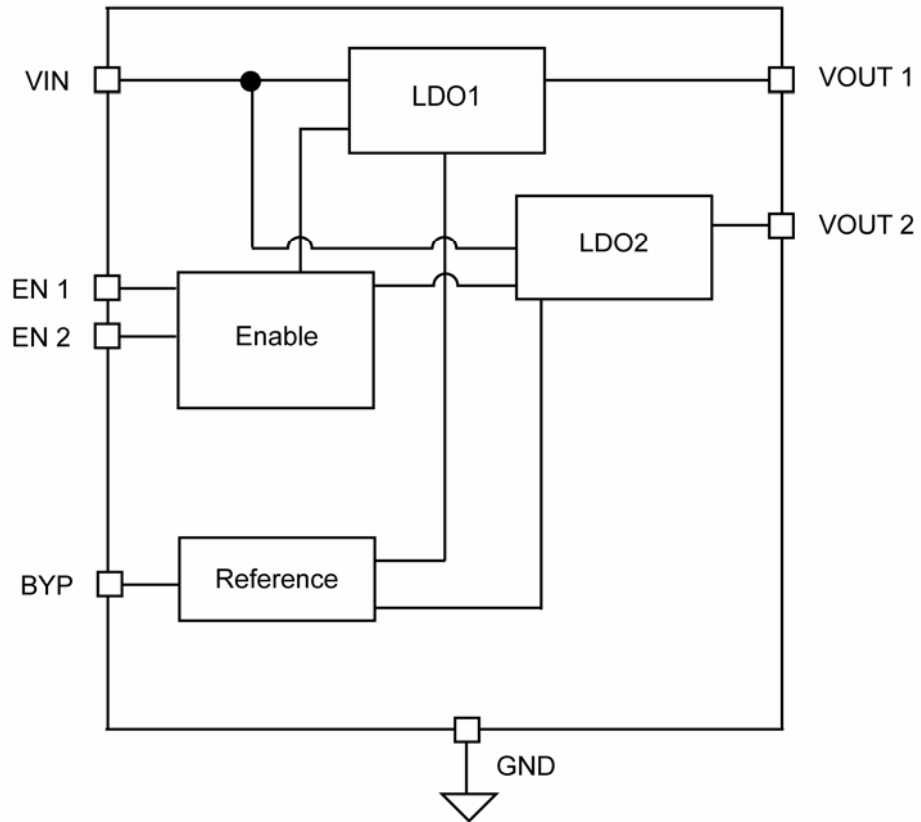 VIN
LDO1
VOUT 1
LDO2
VOUT 2
EN 1
EN 2
Enable
BYP
Reference
GND